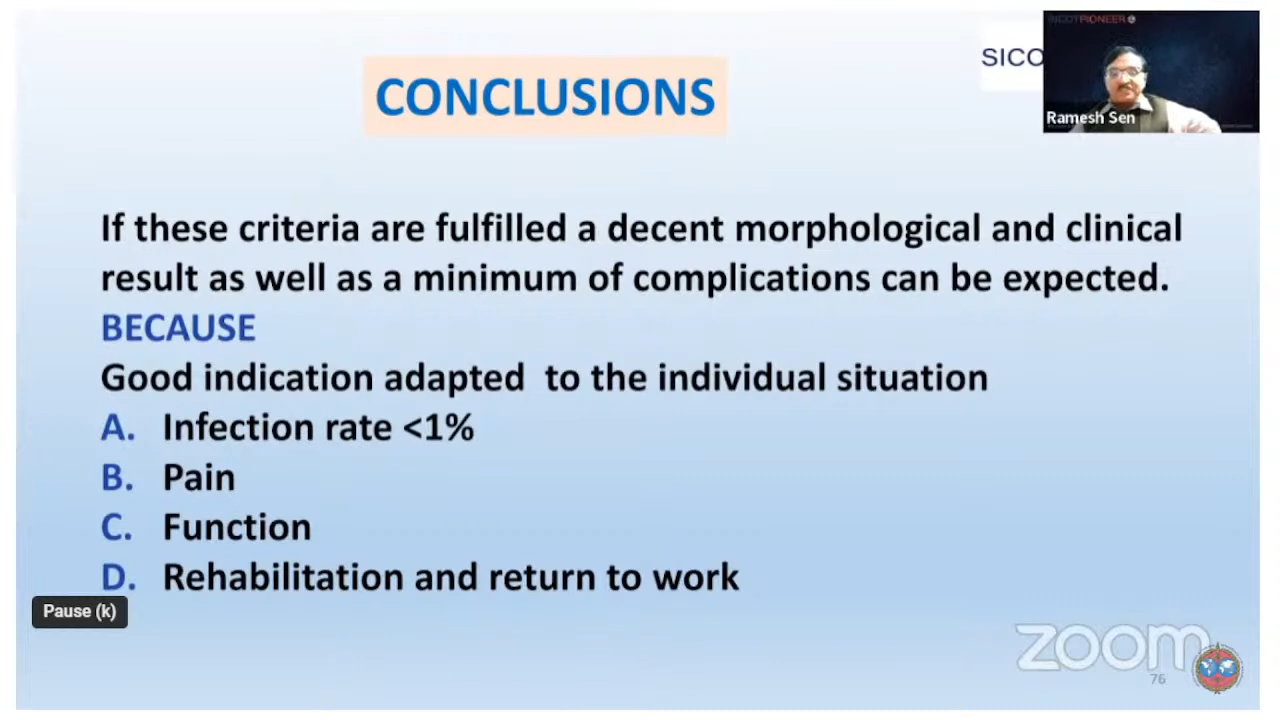 SICOTPIONEER
SICO
Ramesh Sen
CONCLUSIONS
If these criteria are fulfilled a decent morphological and clinical
result as well as a minimum of complications can be expected.
BECAUSE
Good indication adapted to the individual situation
A. Infection rate <1%
B. Pain
C. Function
D. Rehabilitation and return to work
Pause (k)
zoom
76